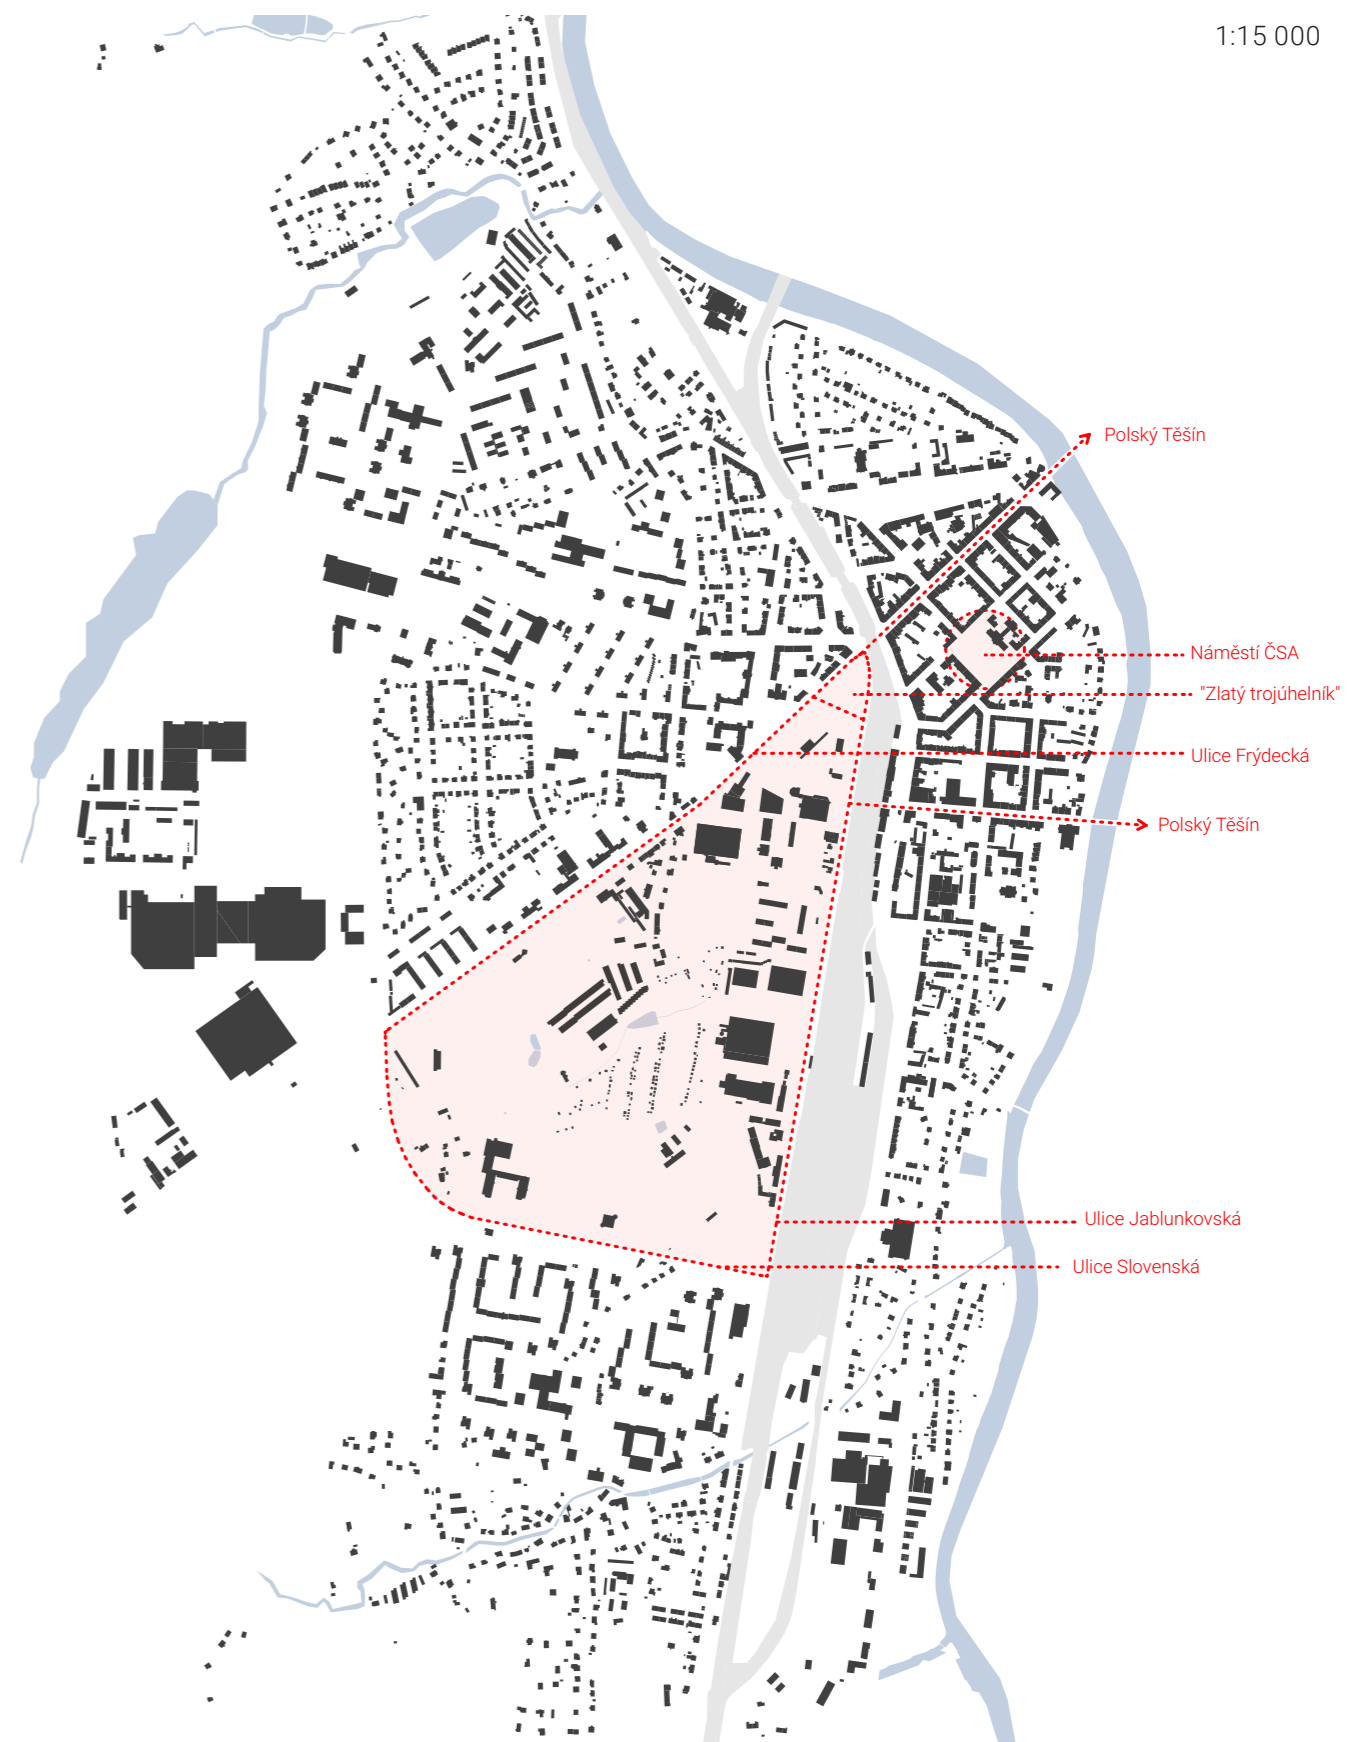 1:15 000
Polský Těšín
Náměstí ČSA
"Zlatý trojúhelník"
Ulice Frýdecká
Polský Těšín
Ulice Jablunkovská
Ulice Slovenská